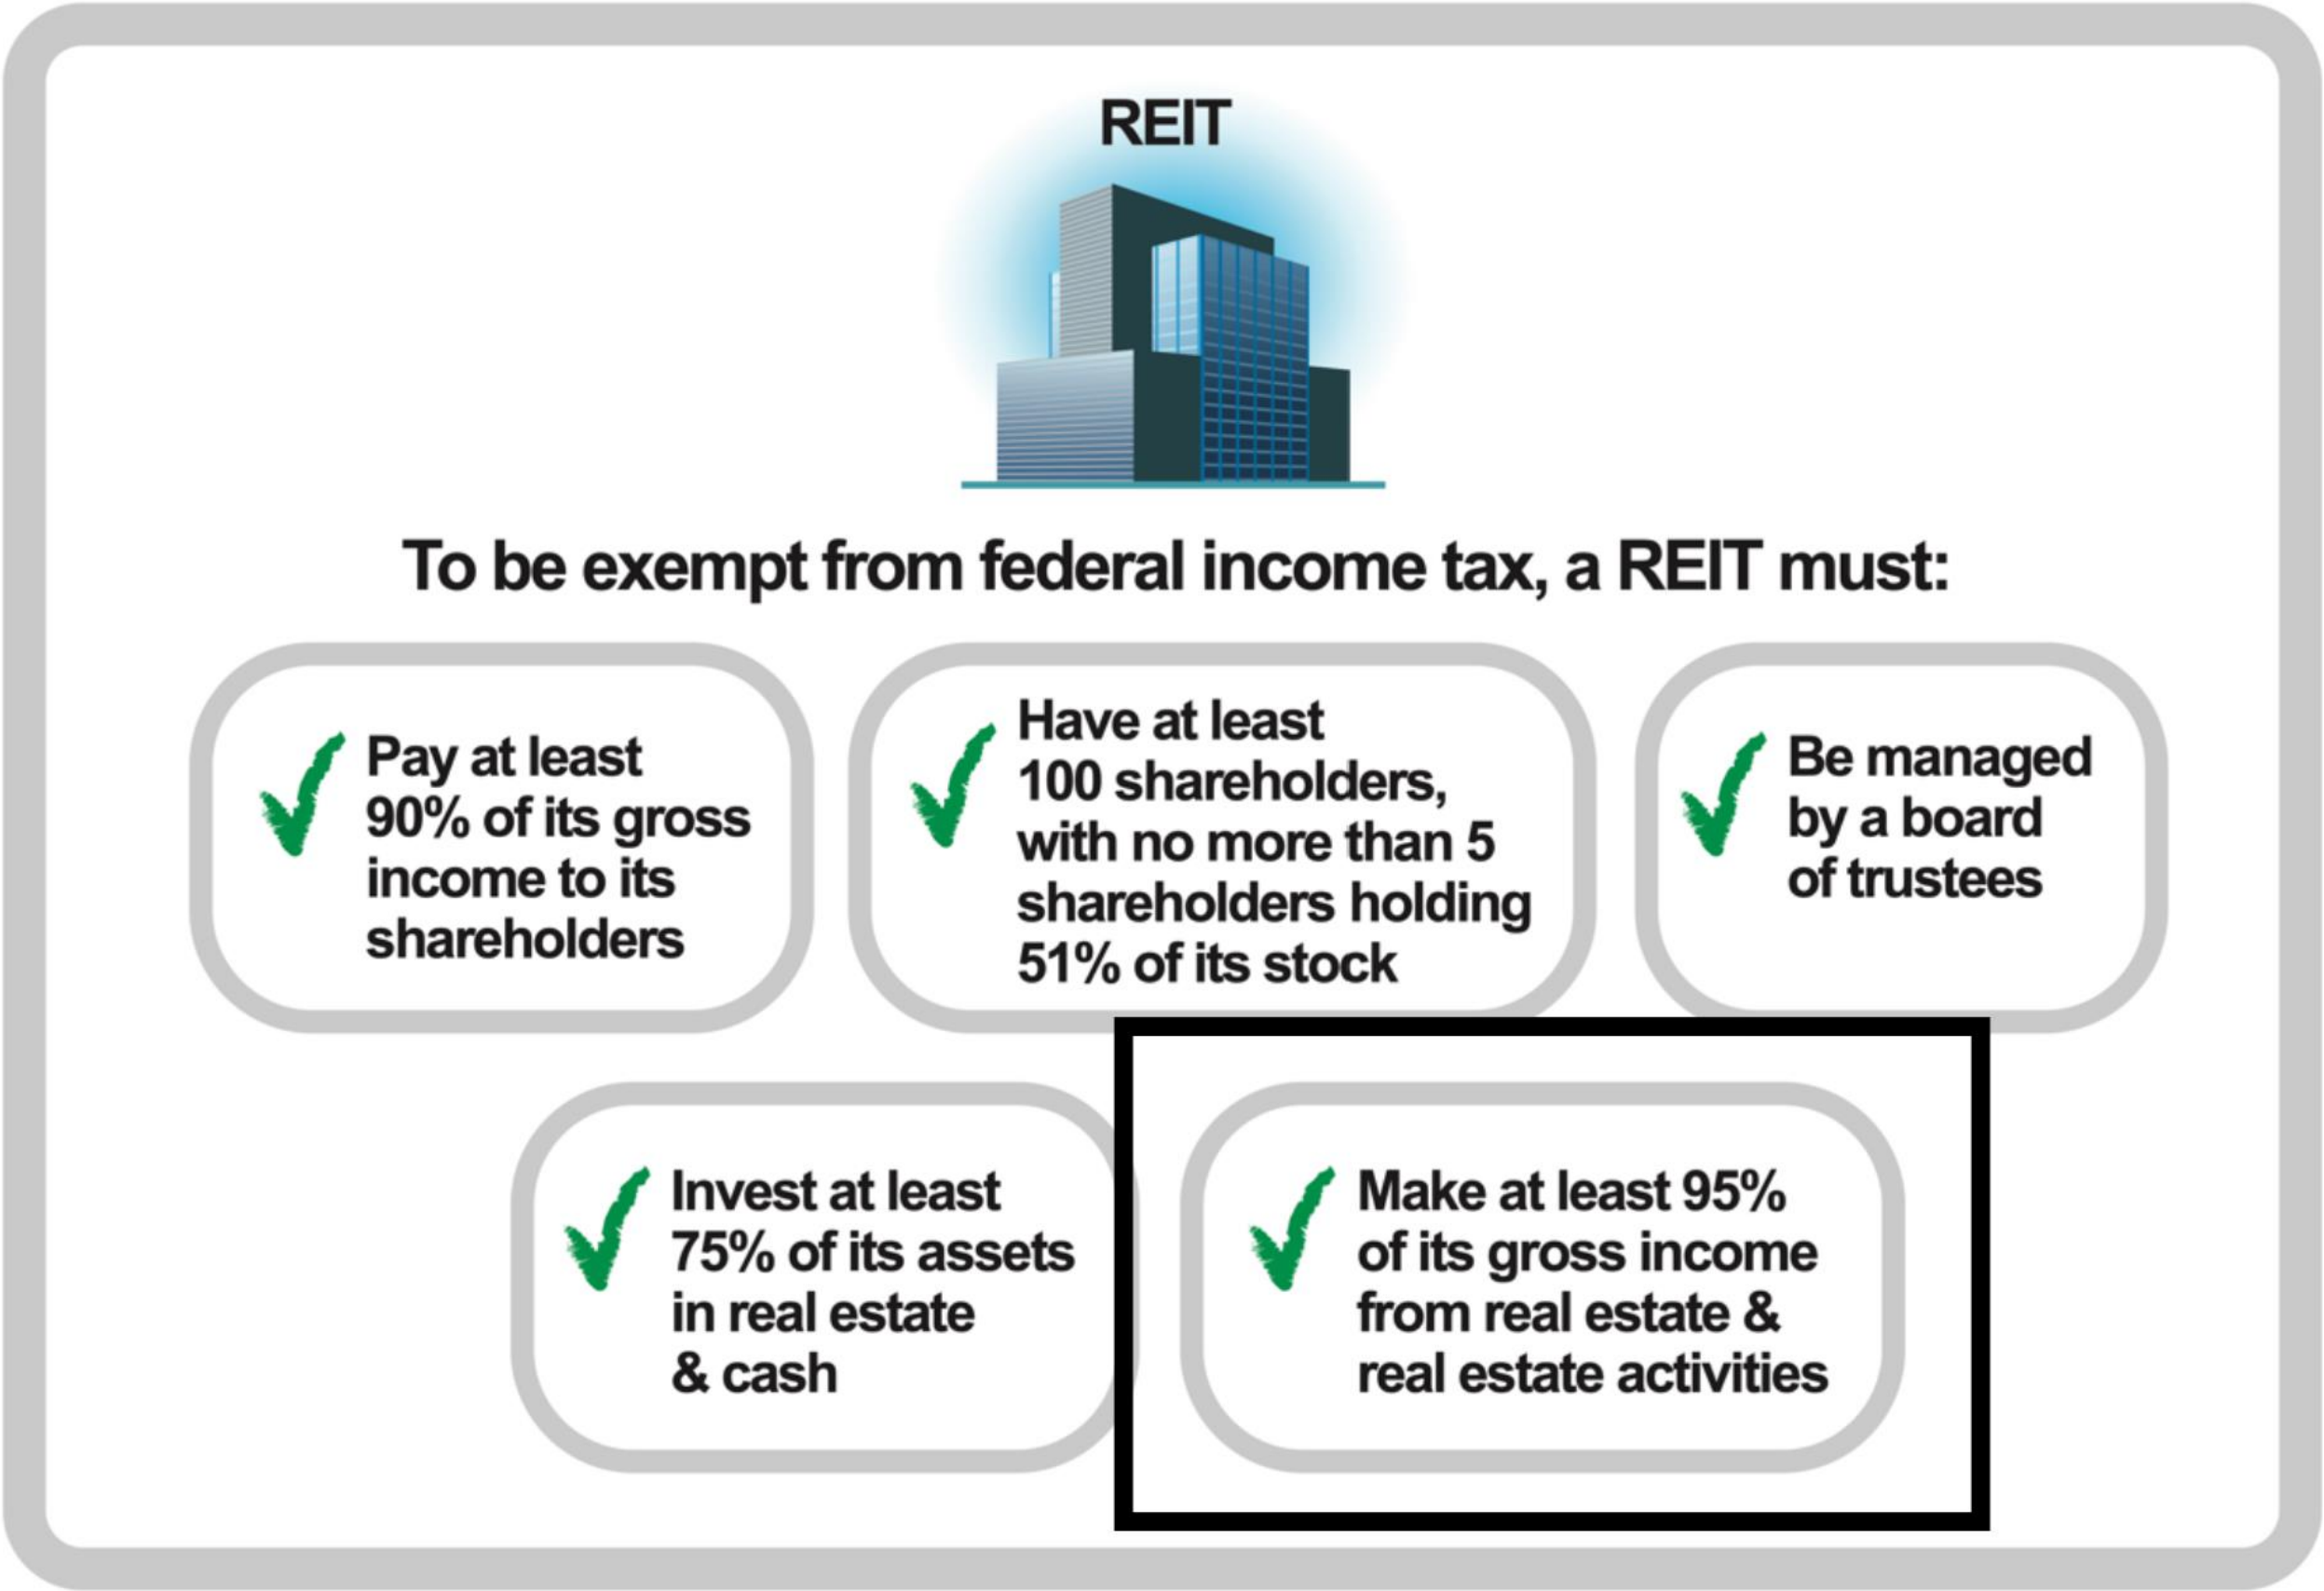 REIT
To be exempt from federal income tax, a REIT must:
Pay at least
90% of its gross
income to its
shareholders
Have at least
100 shareholders,
with no more than 5
shareholders holding
51% of its stock
Be managed
by a board
of trustees
Invest at least
75% of its assets
in real estate
& cash
Make at least 95%
of its gross income
from real estate &
real estate activities